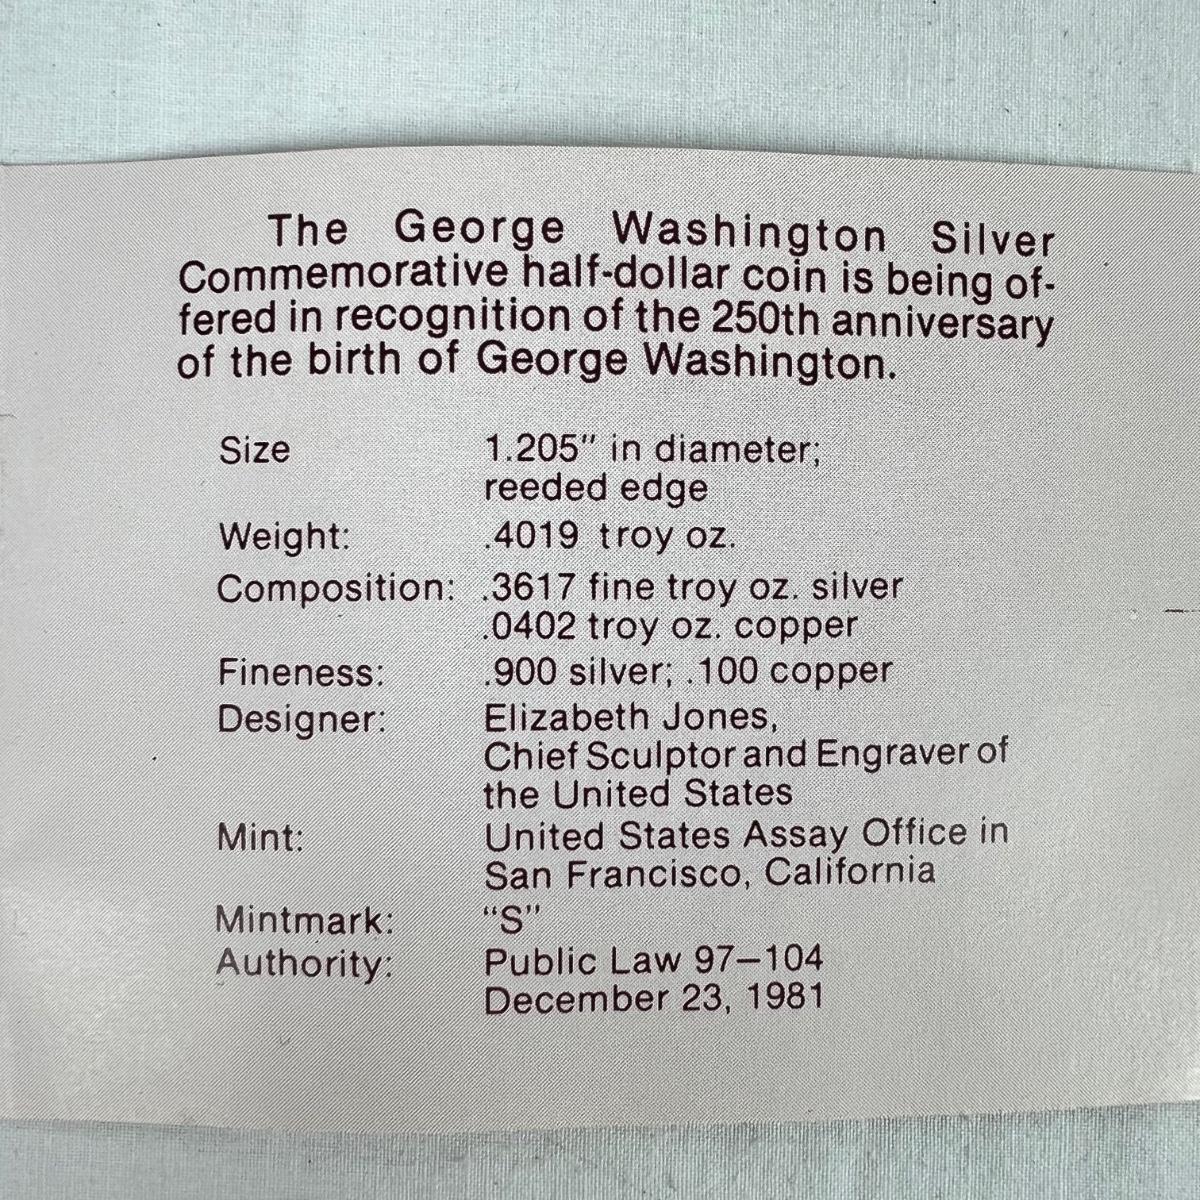 The George Washington Silver
Commemorative half-dollar coin is being of-
fered in recognition of the 250th anniversary
of the birth of George Washington.
Size 1.205" in diameter;
reeded edge
Weight: .4019 troy oz.
Composition: .3617 fine troy oz. silver
.0402 troy oz. copper
Fineness: .900 silver; .100 copper
Designer: Elizabeth Jones,
Chief Sculptor and Engraver of
the United States
Mint: United States Assay Office in
San Francisco, California
Mintmark: "S"
Authority: Public Law 97–104
December 23, 1981